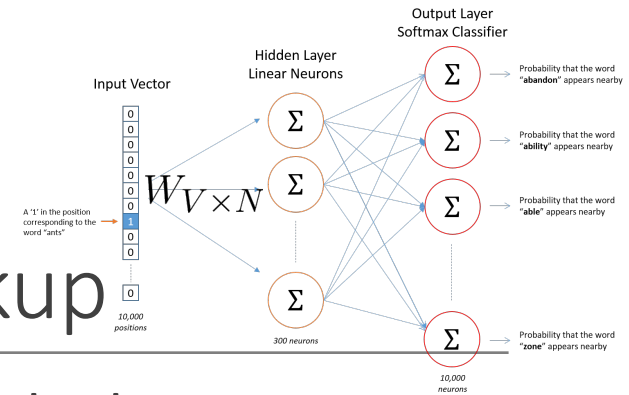 Output Layer
Softmax Classifier
Hidden Layer
Linear Neurons
Input Vector
0
0
0
0
0
0
0
1
0
0
0
A '1' in the position
corresponding to the
word "ants"
10,000
positions
W V × N
Σ
Σ
Σ
300 neurons
Σ
Σ
Σ
Σ
10,000
neurons
Probability that the word
"abandon" appears nearby
Probability that the word
"ability" appears nearby
Probability that the word
"able" appears nearby
Probability that the word
"zone" appears nearby
kup